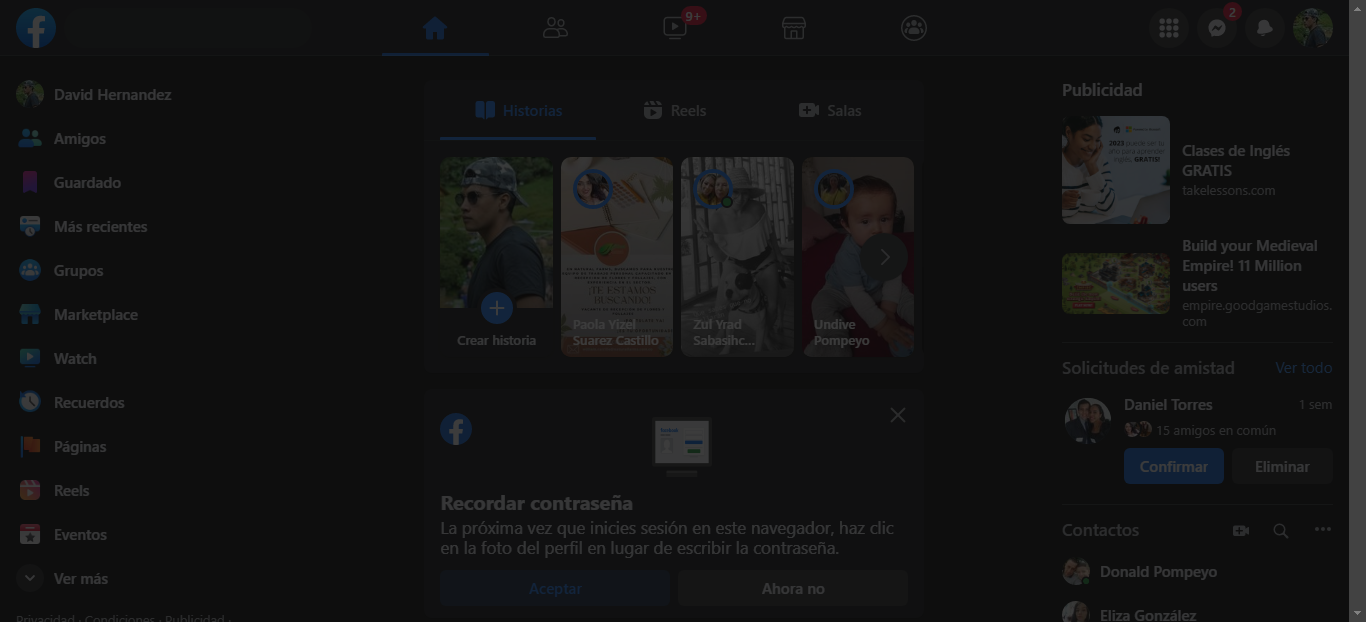 9+
2
David Hernandez
Amigos
Guardado
Más recientes
Grupos
Marketplace
Watch
Recuerdos
Páginas
Reels
Eventos
Ver más
Privacidad · Condiciones · Publicidad ·
Historias
Reels
Salas
Crear historia
¡TE ESTAMOS
BUSCANDO!
Paola Yizel
Suarez Castillo
Zul Yrad
Sabasihc...
Undive
Pompeyo
Recordar contraseña
La próxima vez que inicies sesión en este navegador, haz clic
en la foto del perfil en lugar de escribir la contraseña.
Aceptar
Ahora no
Publicidad
Clases de Inglés
GRATIS
takelessons.com
Build your Medieval
Empire! 11 Million
users
empire.goodgamestudios.
com
Solicitudes de amistad
Ver todo
Daniel Torres
1 sem
15 amigos en común
Confirmar
Eliminar
Contactos
Donald Pompeyo
Eliza González